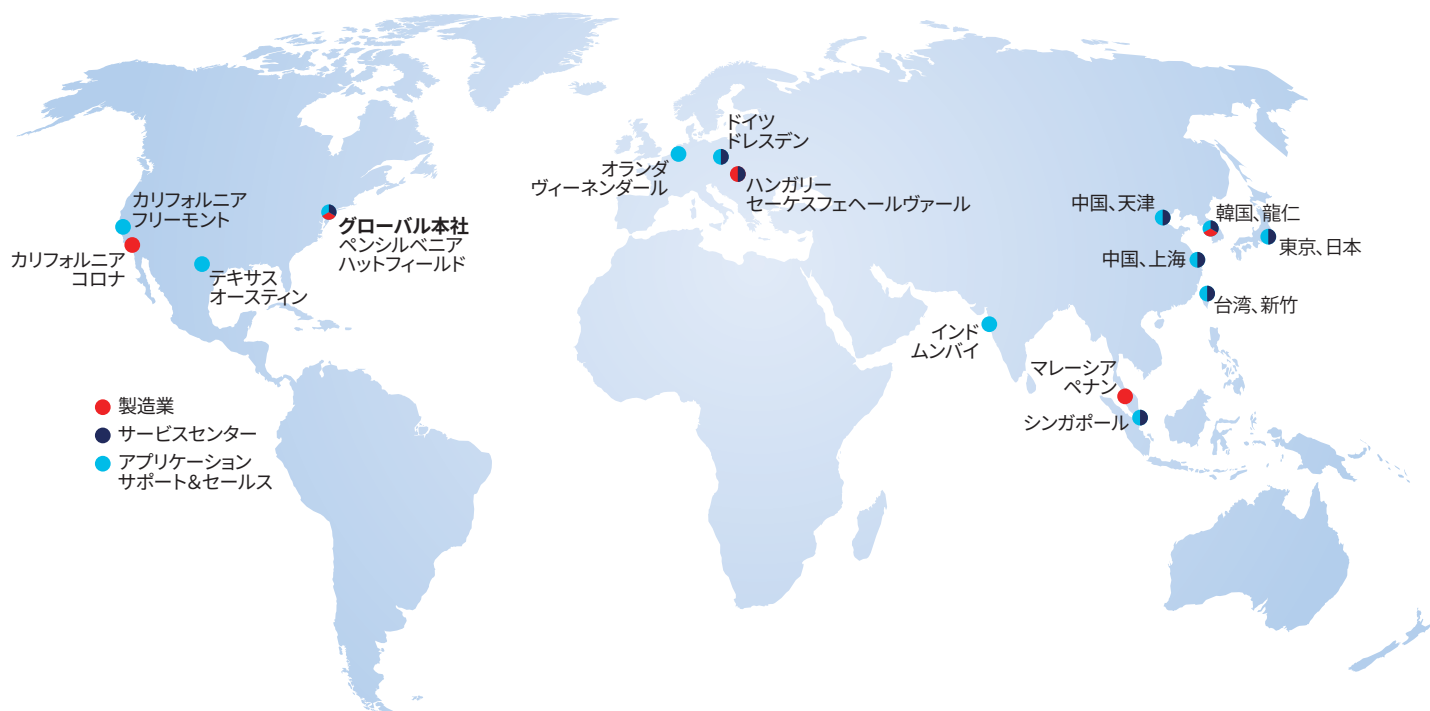 カリフォルニア
フリーモント
カリフォルニア
コロナ
テキサス
オースティン
グローバル本社
ペンシルベニア
ハットフィールド
オランダ
ヴィーネンダール
ドイツ
ドレスデン
ハンガリー
セーケスフェヘールヴァール
中国、天津
韓国、龍仁
東京、日本
中国、上海
台湾、新竹
インド
ムンバイ
マレーシア
ペナン
シンガポール
製造業
サービスセンター
アプリケーション
サポート&セールス